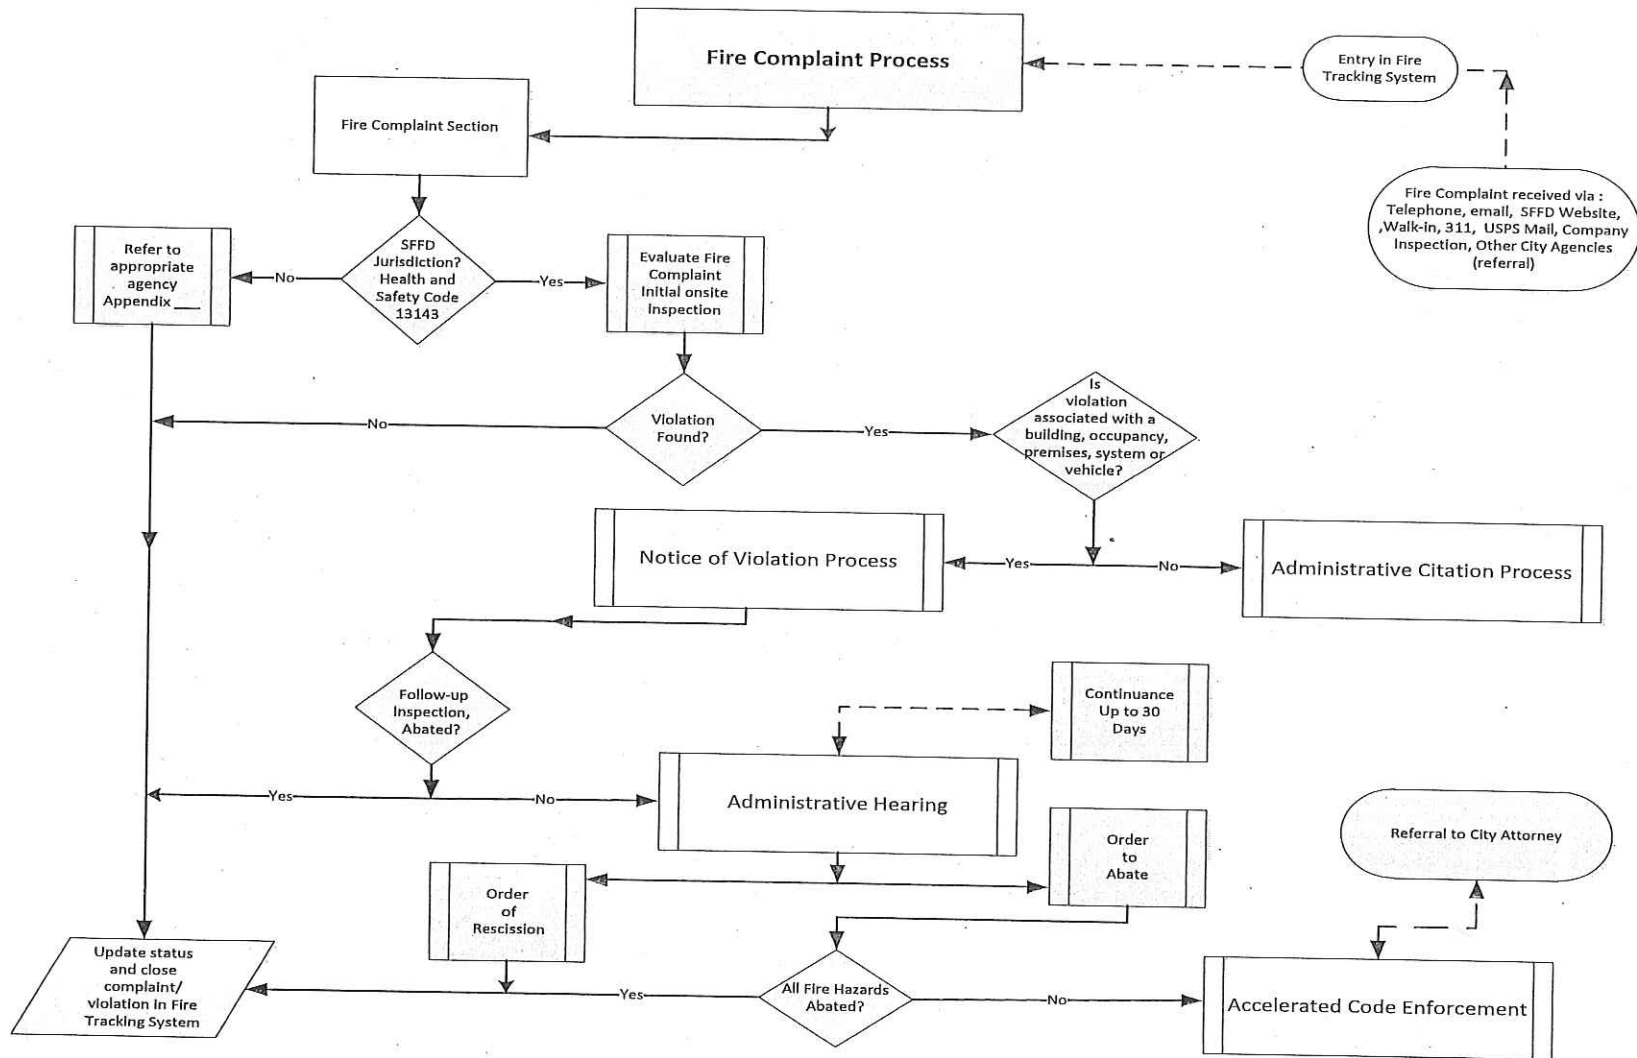 Fire Complaint Process
Entry in Fire
Tracking System
Fire Complaint Section
Fire Complaint received via :
Telephone, email, SFFD Website,
,Walk-in, 311, USPS Mail, Company
Inspection, Other City Agencies
(referral)
Refer to
appropriate
agency
Appendix ___
No
SFFD
Jurisdiction?
Health and
Safety Code
13143
Yes
Evaluate Fire
Complaint
Initial onsite
inspection
No
Violation
Found?
Yes
Is
violation
associated with a
building, occupancy,
premises, system or
vehicle?
Notice of Violation Process
Yes
No
Administrative Citation Process
Follow-up
Inspection,
Abated?
Continuance
Up to 30
Days
Yes
No
Administrative Hearing
Order
to
Abate
Referral to City Attorney
Order
of
Rescission
Update status
and close
complaint/
violation in Fire
Tracking System
Yes
All Fire Hazards
Abated?
No
Accelerated Code Enforcement